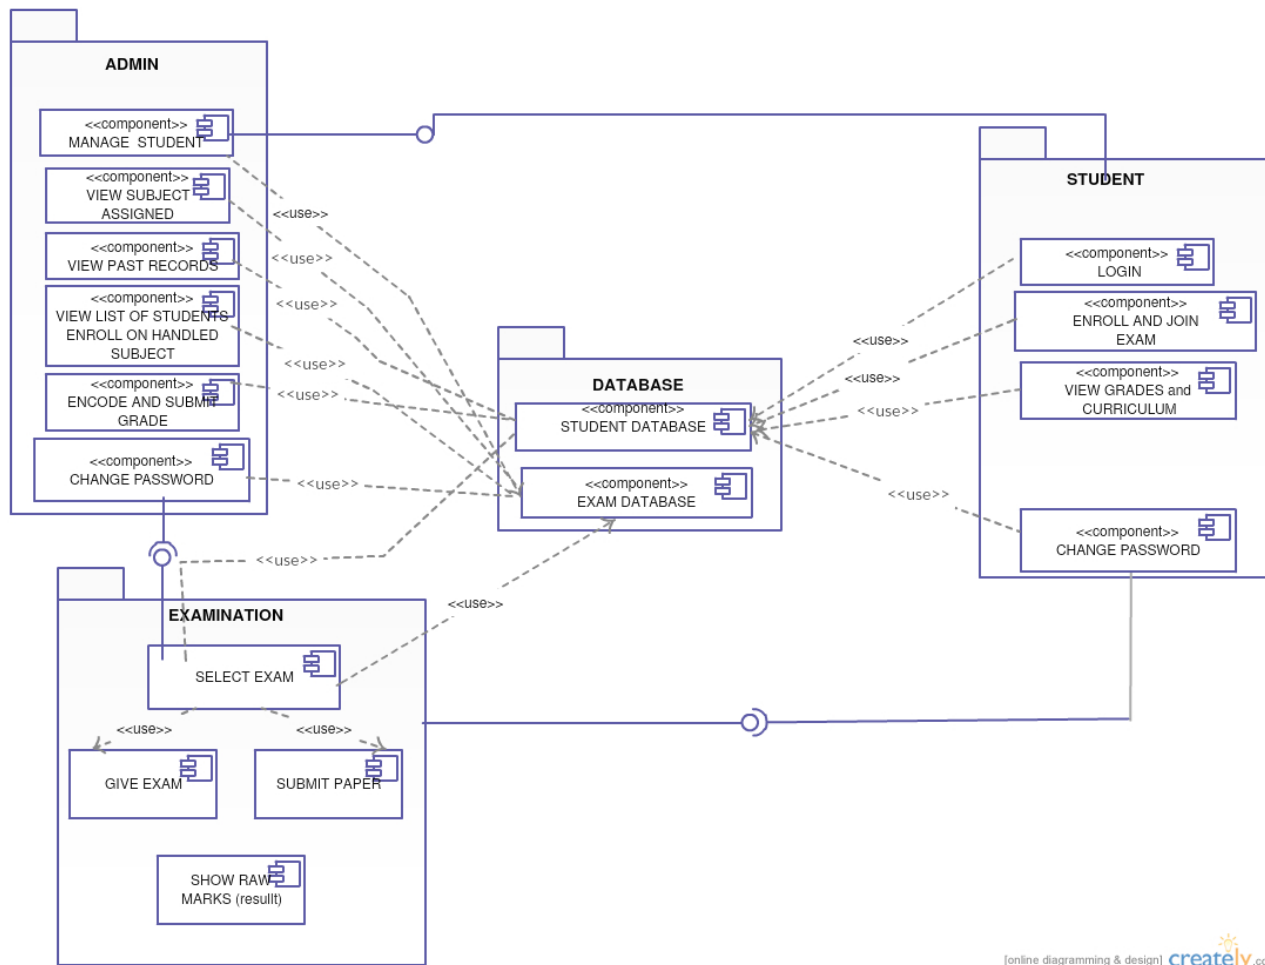 ADMIN
<<component>>
MANAGE STUDENT
<<component>>
VIEW SUBJECT
ASSIGNED
<<component>>
VIEW PAST RECORDS
<<component>>
VIEW LIST OF STUDENTS
ENROLL ON HANDLED
SUBJECT
<<component>>
ENCODE AND SUBMIT
GRADE
<<component>>
CHANGE PASSWORD
<<use>>
<<use>>
<<use>>
<<use>>
<<use>>
<<use>>
<<use>>
DATABASE
<<component>>
STUDENT DATABASE
<<component>>
EXAM DATABASE
<<use>>
<<use>>
<<use>>
<<use>>
<<use>>
STUDENT
<<component>>
LOGIN
<<component>>
ENROLL AND JOIN
EXAM
<<component>>
VIEW GRADES and
CURRICULUM
<<component>>
CHANGE PASSWORD
EXAMINATION
SELECT EXAM
<<use>>
<<use>>
GIVE EXAM
SUBMIT PAPER
SHOW RAW
MARKS (resullt)
[online diagramming & design] creately.co